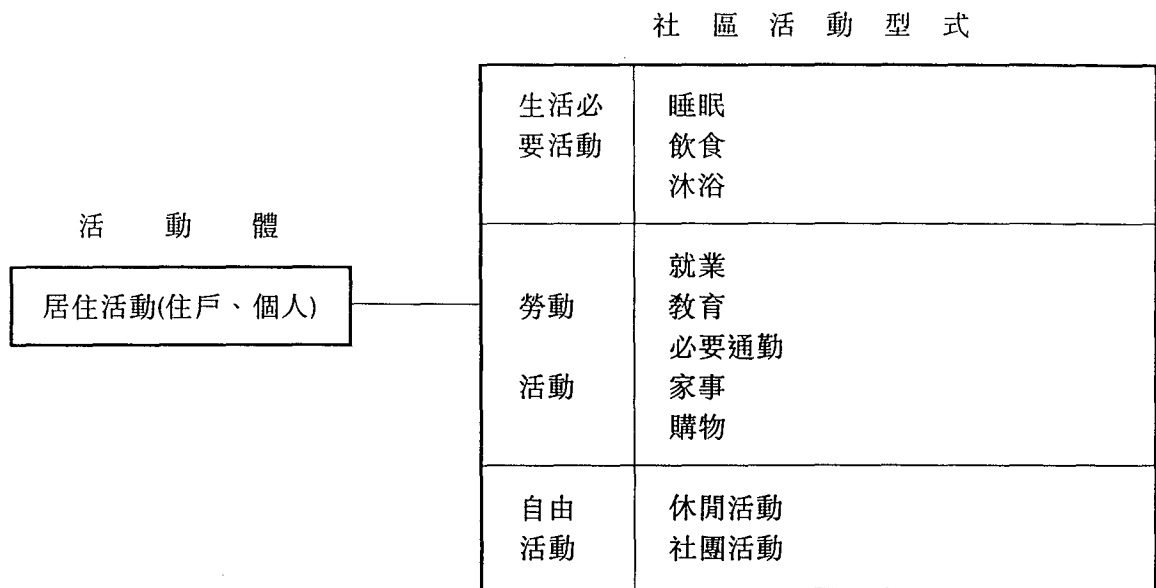 社區活動型式
生活必 睡眠
要活動 飲食
沐浴
活動體
居住活動(住戶、個人)
就業
勞動 教育
必要通勤
活動 家事
購物
自由 休閒活動
活動 社團活動